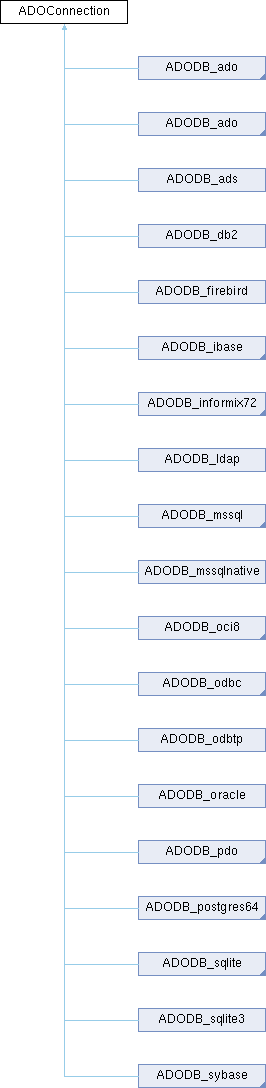 ADOConnection
ADODB_ado
ADODB_ado
ADODB_ads
ADODB_db2
ADODB_firebird
ADODB_ibase
ADODB_informix72
ADODB_ldap
ADODB_mssql
ADODB_mssqlnative
ADODB_oci8
ADODB_odbc
ADODB_odbtp
ADODB_oracle
ADODB_pdo
ADODB_postgres64
ADODB_sqlite
ADODB_sqlite3
ADODB_sybase